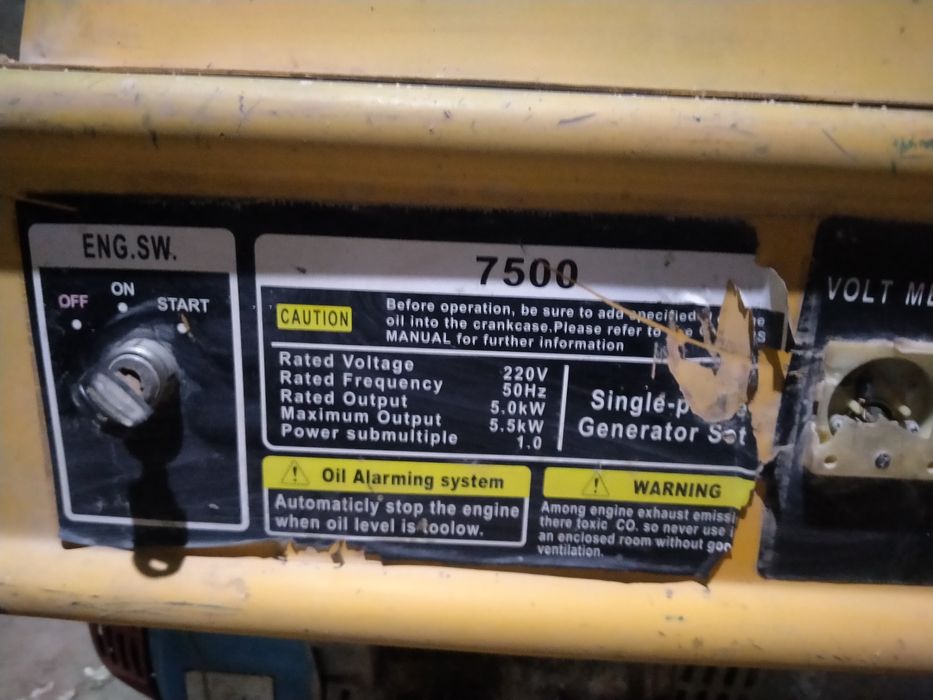 ENG.SW.
OFF
ON
START
7500
CAUTION
Before operation, be sure to add specified
oil into the crankcase.Please refer to
MANUAL for further information
Rated Voltage 220V
Rated Frequency 50Hz
Rated Output 5.0kW
Maximum Output 5.5kW
Power submultiple 1.0
Generator Set
Oil Alarming system
Automaticly stop the engine
when oil level is toolow.
WARNING
Among engine exhaust
there toxic CO. so never use
an enclosed room without
ventilation.
VOLT